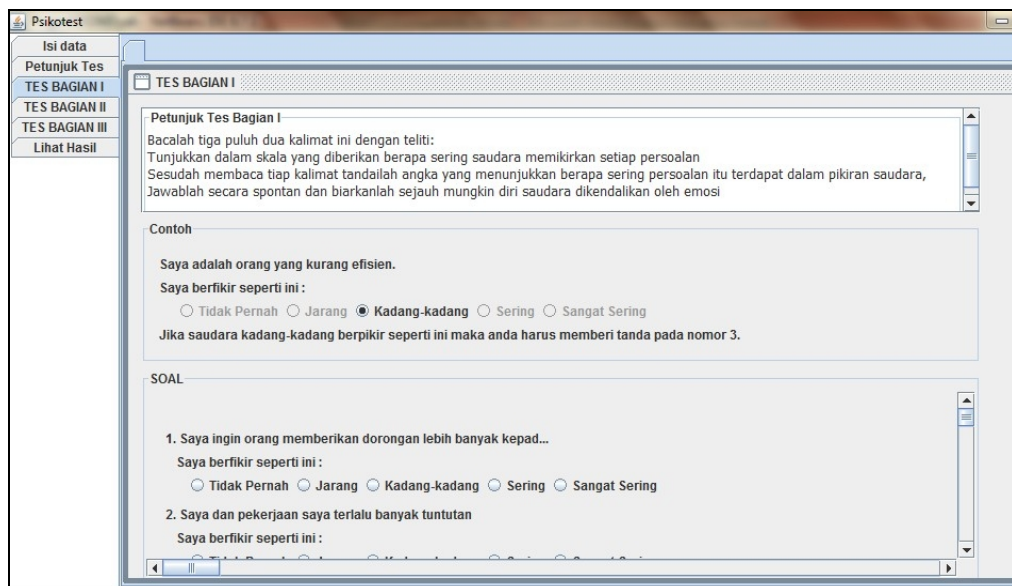 Psikotest
Isi data
Petunjuk Tes
TES BAGIAN I
TES BAGIAN II
TES BAGIAN III
Lihat Hasil
TES BAGIAN I
Petunjuk Tes Bagian I
Bacalah tiga puluh dua kalimat ini dengan teliti:
Tunjukkan dalam skala yang diberikan berapa sering saudara memikirkan setiap persoalan
Sesudah membaca tiap kalimat tandailah angka yang menunjukkan berapa sering persoalan itu terdapat dalam pikiran saudara,
Jawablah secara spontan dan biarkanlah sejauh mungkin diri saudara dikendalikan oleh emosi
Contoh
Saya adalah orang yang kurang efisien.
Saya berfikir seperti ini :
Tidak Pernah Jarang Kadang-kadang Sering Sangat Sering
Jika saudara kadang-kadang berpikir seperti ini maka anda harus memberi tanda pada nomor 3.
SOAL
1. Saya ingin orang memberikan dorongan lebih banyak kepad...
Saya berfikir seperti ini :
Tidak Pernah Jarang Kadang-kadang Sering Sangat Sering
2. Saya dan pekerjaan saya terlalu banyak tuntutan
Saya berfikir seperti ini :